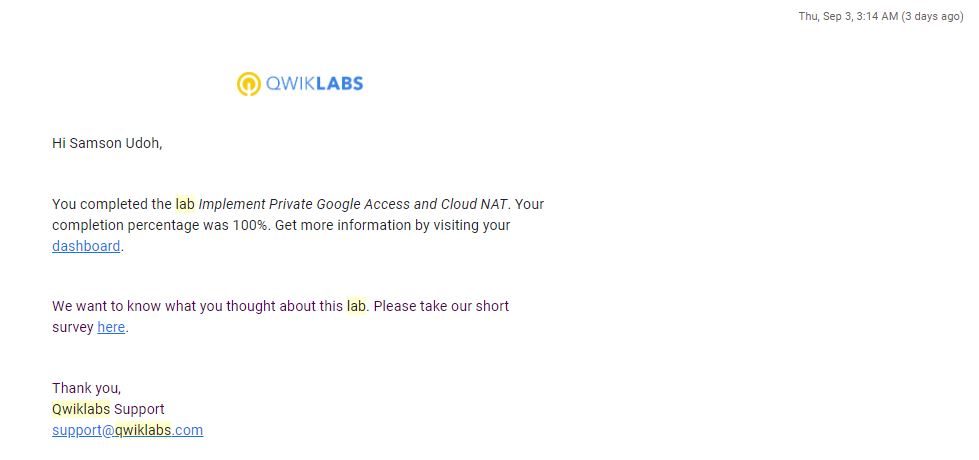 Thu, Sep 3, 3:14 AM (3 days ago)
QWIKLABS
Hi Samson Udoh,
You completed the lab Implement Private Google Access and Cloud NAT. Your
completion percentage was 100%. Get more information by visiting your
dashboard.
We want to know what you thought about this lab. Please take our short
survey here.
Thank you,
Qwiklabs Support
support@qwiklabs.com